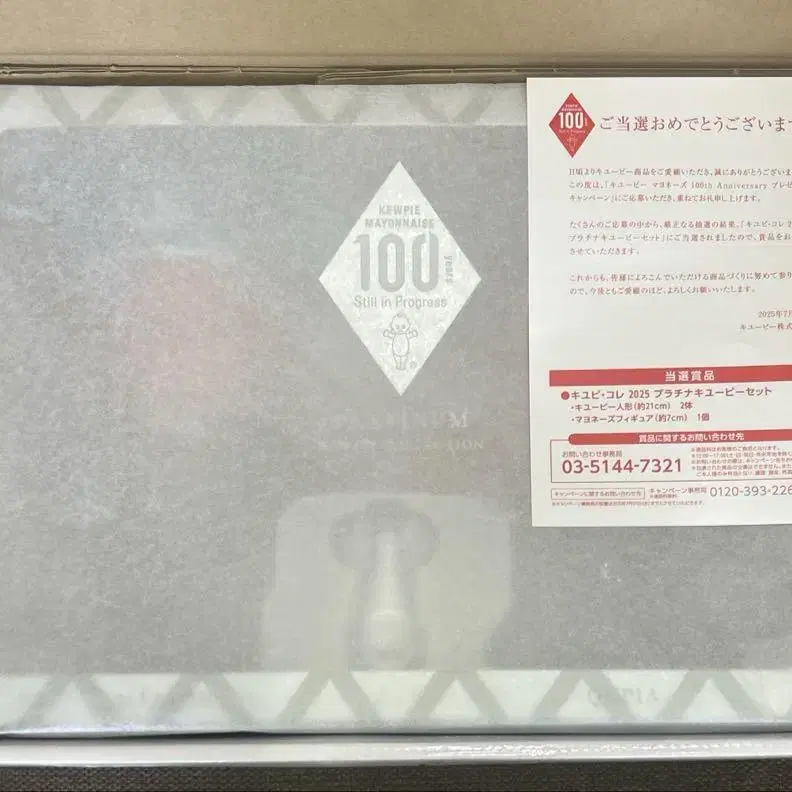 KEWPIE
MAYONNAISE
100
years
Still in Progress
100
ご当選おめでとうございま
日頃よりキユーピー商品をご愛顧いただき、誠にありがとうございま
この度は、「キユーピー マヨネーズ 100th Anniversary プレゼ
キャンペーン」にご応募いただき、重ねてお礼申し上げます。
たくさんのご応募の中から、厳正なる抽選の結果、「キユピ・コレ 2
プラチナキユーピーセット」にご当選されましたので、賞品をお
させていただきます。
これからも、皆様によろこんでいただける商品づくりに努めて参り
ので、今後ともご愛顧のほど、よろしくお願いいたします。
2025年7月
キユーピー株式
当選賞品
●キユピ・コレ 2025 プラチナキユーピーセット
・キユーピー人形(約21cm) 2体
・マヨネーズフィギュア(約7cm) 1個
賞品に関するお問い合わせ先
お問い合わせ事務局
03-5144-7321
キャンペーンに関するお問い合わせ先
キャンペーン事務局
0120-393-226